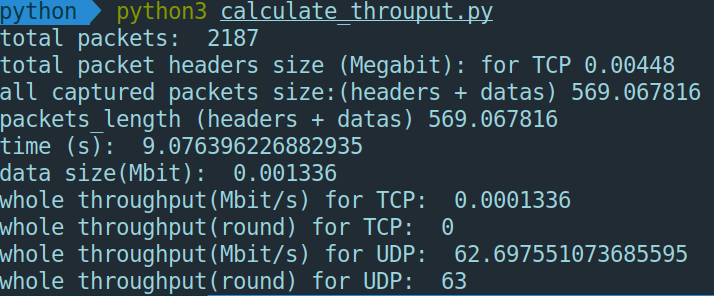 python python3 calculate_throuput.py
total packets:  2187
total packet headers size (Megabit): for TCP 0.00448
all captured packets size:(headers + datas) 569.067816
packets_length (headers + datas) 569.067816
time (s):  9.076396226882935
data size(Mbit):  0.001336
whole throughput(Mbit/s) for TCP:  0.0001336
whole throughput(round) for TCP:  0
whole throughput(Mbit/s) for UDP:  62.697551073685595
whole throughput(round) for UDP:  63